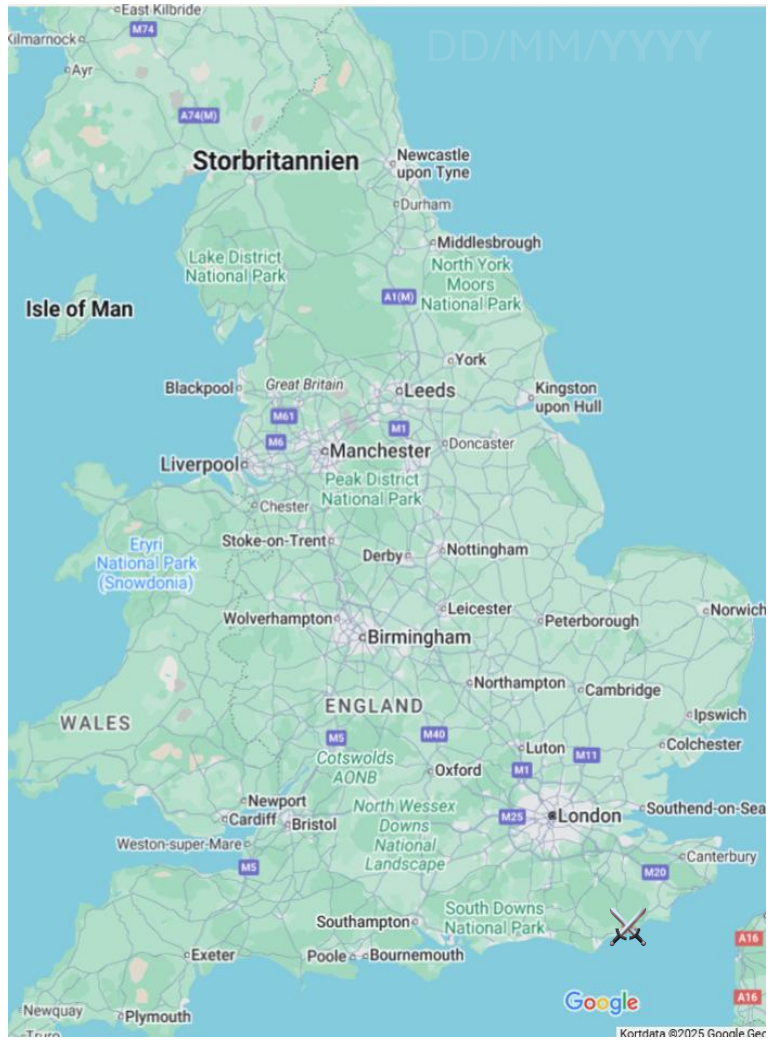 East Kilbride
M74
DD/MM/YYYY
Kilmarnock
Ayr
A74(M)
Storbritannien
Newcastle
upon Tyne
Durham
Middlesbrough
Lake District
National Park
North York
Moors
National Park
A1(M)
Isle of Man
York
Blackpool
Great Britain
Leeds
Kingston
upon Hull
M61
M6
M1
Doncaster
Manchester
Liverpool
Peak District
National Park
Chester
Eryri
National Park
(Snowdonia)
Stoke-on-Trent
Derby
Nottingham
Wolverhampton
Leicester
Peterborough
Norwich
Birmingham
Northampton
Cambridge
ENGLAND
WALES
Ipswich
M5
M40
Luton
M11
Colchester
Cotswolds
AONB
Oxford
M1
Newport
Cardiff
Bristol
North Wessex
Downs
National
Landscape
M25
London
Southend-on-Sea
Weston-super-Mare
M5
Canterbury
M20
Southampton
South Downs
National Park
A16
Exeter
Poole
Bournemouth
Google
A16
Newquay
Plymouth
Truro
Kortdata ©2025 Google Geo